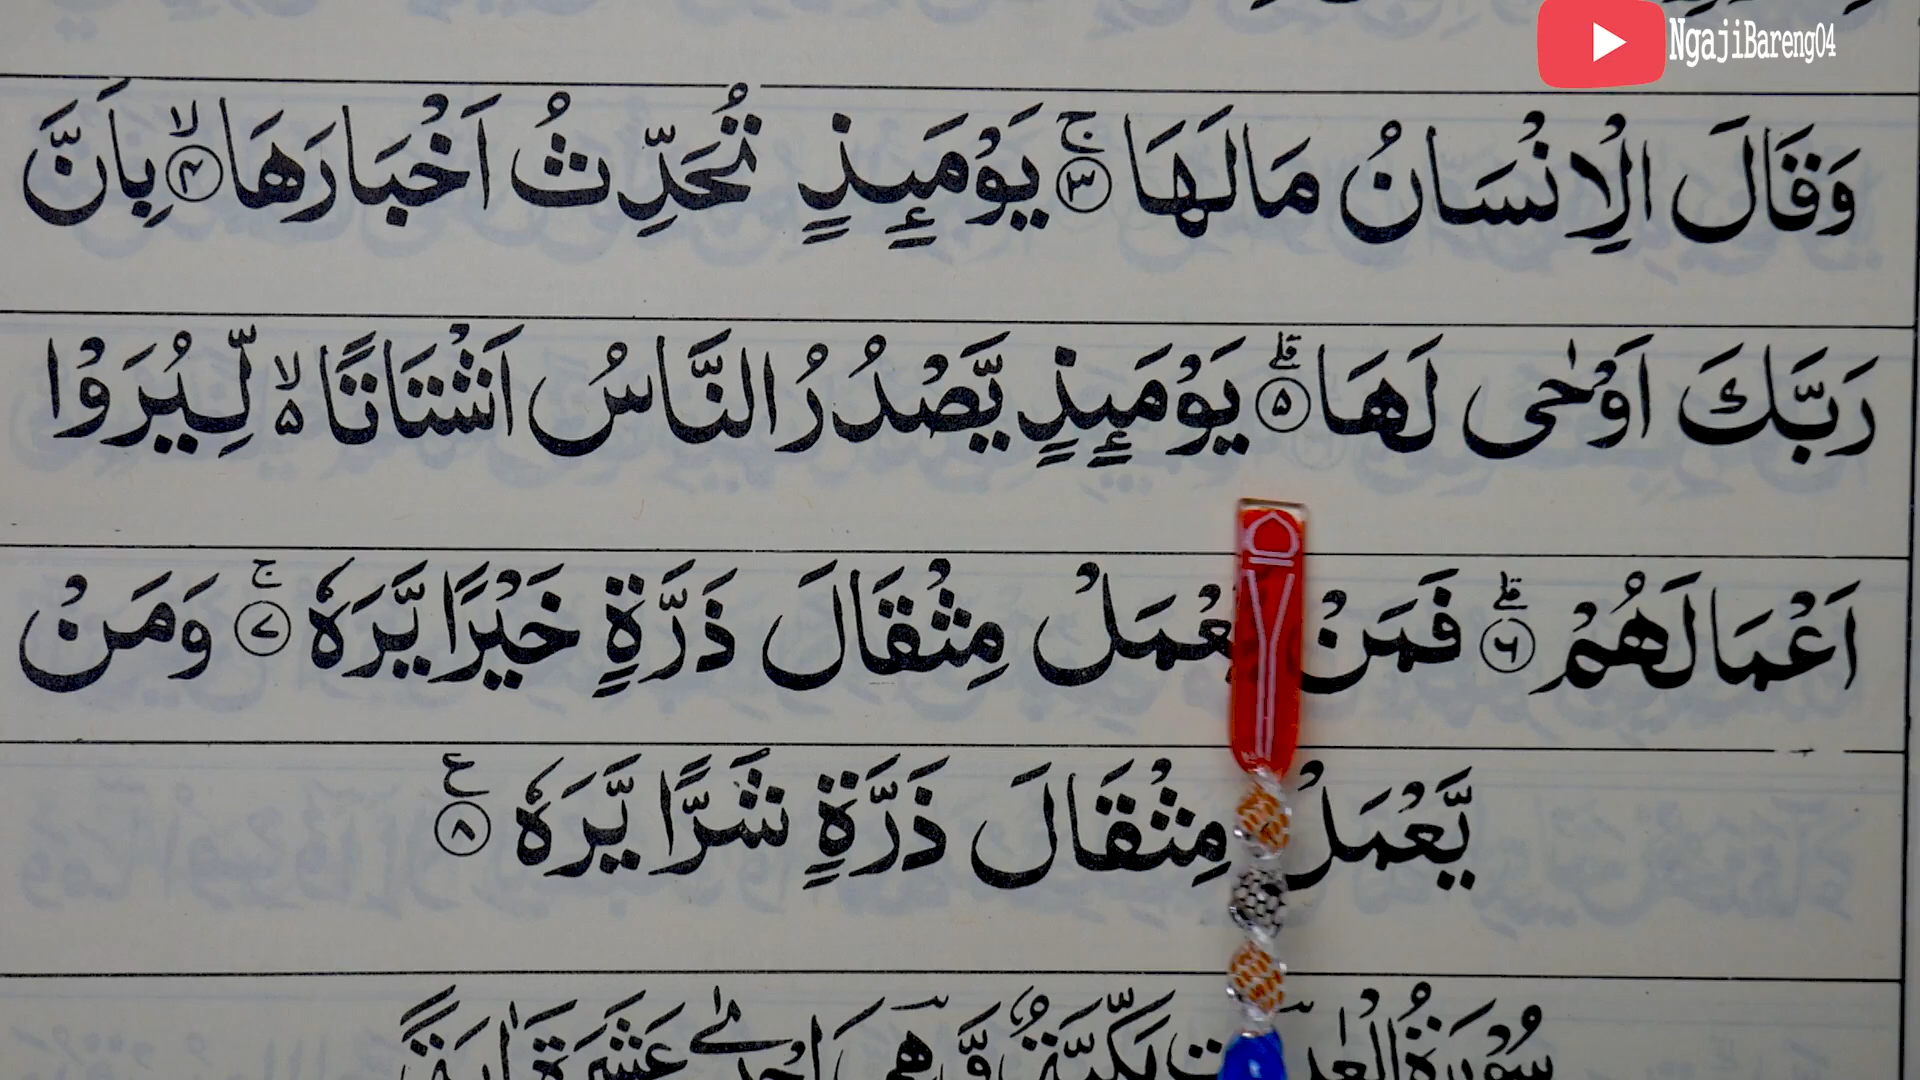 NgajiBareng04
وَقَالَ الْاِنْسَانُ مَالَهَا ۚ﴿٣﴾ يَوْمَىِٕذٍ تُحَدِّثُ اَخْبَارَهَا ۙ﴿٤﴾ بِاَنَّ
رَبَّكَ اَوْحٰى لَهَا ۗ﴿٥﴾ يَوْمَىِٕذٍ يَّصْدُرُ النَّاسُ اَشْتَاتًا ەۙ لِّيُرَوْا
اَعْمَالَهُمْ ۗ﴿٦﴾ فَمَنْ مِثْقَالَ ذَرَّةٍ خَيْرًا يَّرَهٗ ۚ﴿٧﴾ وَمَنْ
يَّعْمَلْ مِثْقَالَ ذَرَّةٍ شَرًّا يَّرَهٗ ࣖ﴿٨﴾
سُوْرَةُ مَكِّيَّةٌ وَّهِيَ اِحْدٰى عَشْرَةَ اٰيَةً